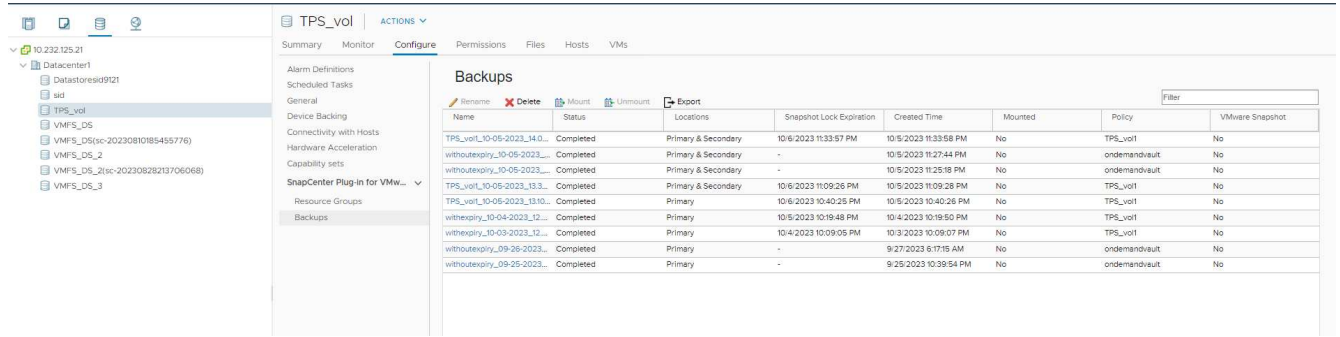 TPS_vol ACTIONS
Summary Monitor Configure Permissions Files Hosts VMs
10.232.125.21
Datacenter1
Datastoresid9121
sid
TPS_vol
VMFS_DS
VMFS_DS(sc-20230810185455776)
VMFS_DS_2
VMFS_DS_2(sc-20230828213706068)
VMFS_DS_3
Alarm Definitions
Scheduled Tasks
General
Device Backing
Connectivity with Hosts
Hardware Acceleration
Capability sets
SnapCenter Plug-in for VMw...
Resource Groups
Backups
Backups
Rename Delete Mount Unmount Export Filter
Name Status Locations Snapshot Lock Expiration Created Time Mounted Policy VMware Snapshot
TPS_vol1_10-05-2023_14.0... Completed Primary & Secondary 10/6/2023 11:33:57 PM 10/5/2023 11:33:58 PM No TPS_vol1 No
withoutexpiry_10-05-2023_... Completed Primary & Secondary - 10/5/2023 11:27:44 PM No ondemandvault No
withoutexpiry_10-05-2023_... Completed Primary & Secondary - 10/5/2023 11:25:18 PM No ondemandvault No
TPS_vol1_10-05-2023_13.3... Completed Primary & Secondary 10/6/2023 11:09:26 PM 10/5/2023 11:09:28 PM No TPS_vol1 No
TPS_vol1_10-05-2023_13.10... Completed Primary 10/6/2023 10:40:25 PM 10/5/2023 10:40:26 PM No TPS_vol1 No
withexpiry_10-04-2023_12.... Completed Primary 10/5/2023 10:19:48 PM 10/4/2023 10:19:50 PM No TPS_vol1 No
withexpiry_10-03-2023_12.... Completed Primary 10/4/2023 10:09:05 PM 10/3/2023 10:09:07 PM No TPS_vol1 No
withoutexpiry_09-26-2023... Completed Primary - 9/27/2023 6:17:15 AM No ondemandvault No
withoutexpiry_09-25-2023... Completed Primary - 9/25/2023 10:39:54 PM No ondemandvault No